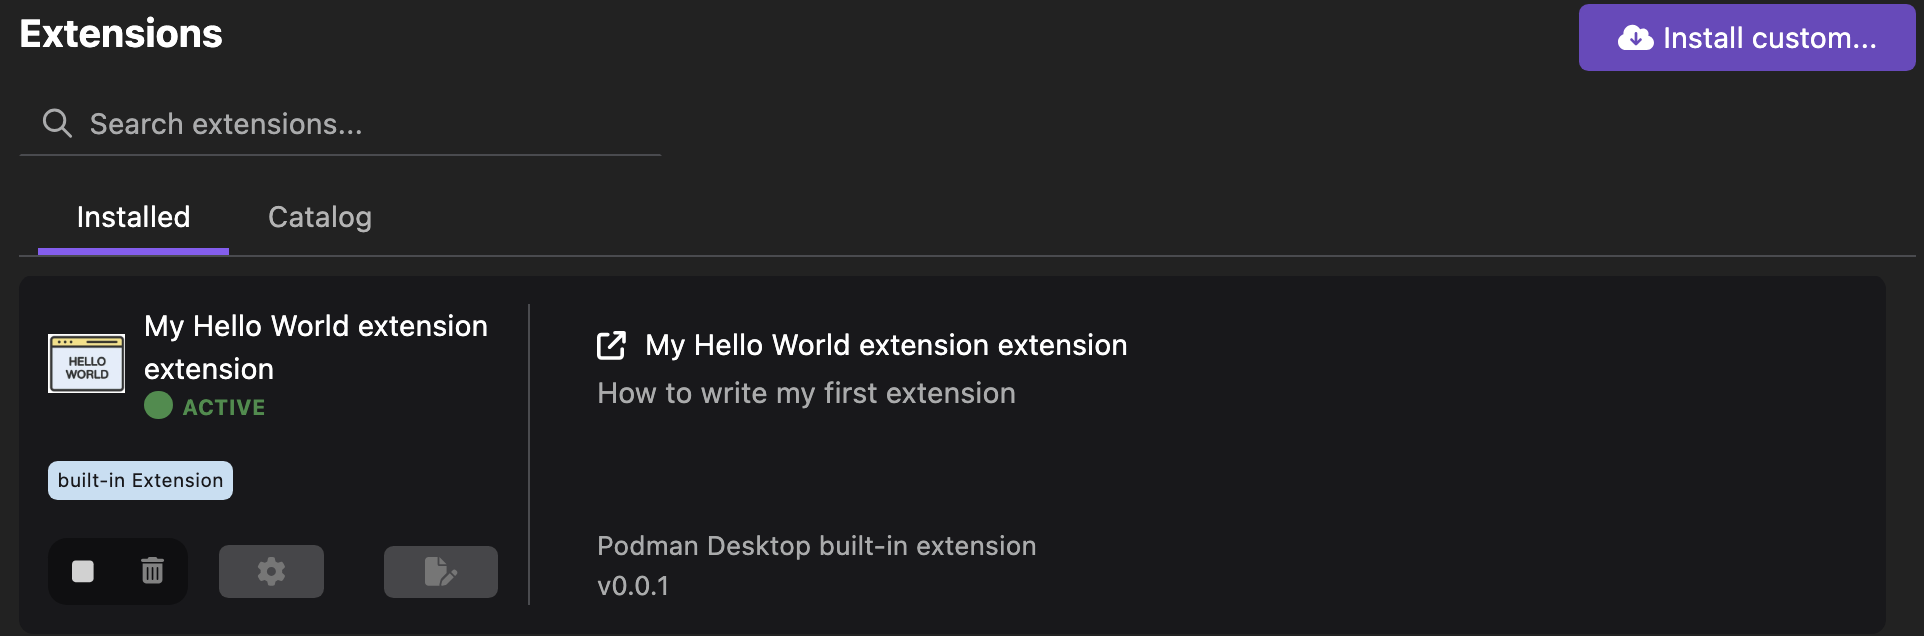 Extensions
Install custom...
Search extensions...
Installed
Catalog
HELLO
WORLD
My Hello World extension
extension
ACTIVE
built-in Extension
My Hello World extension extension
How to write my first extension
Podman Desktop built-in extension
v0.0.1